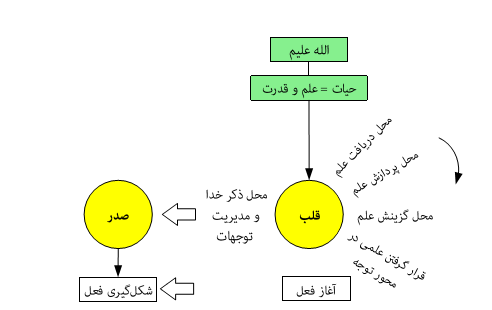 الله علیم
حیات = علم و قدرت
محل دریافت علم
محل پردازش علم
محل گزینش علم
قرار گرفتن علمی در
محور توجه
قلب
محل ذکر خدا
و مدیریت
توجهات
صدر
آغاز فعل
شکل‌گیری فعل